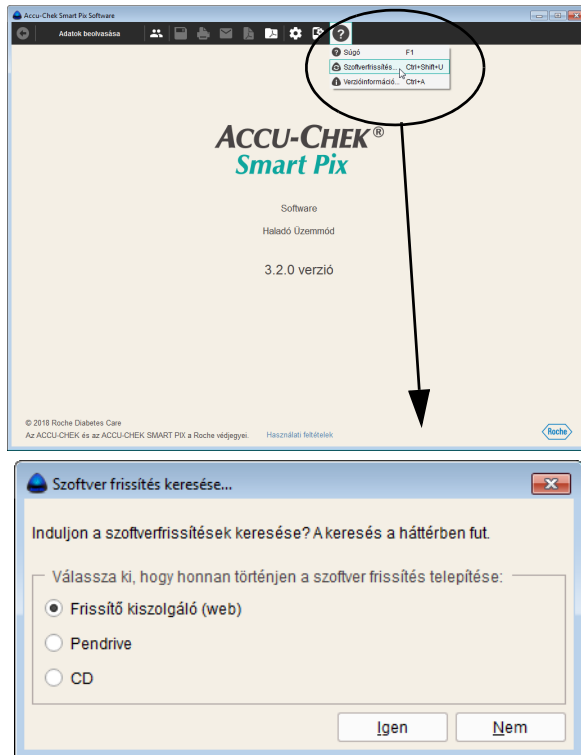 Accu-Chek Smart Pix Software
Adatok beolvasása
?
? Súgó F1
Szoftverfrissítés... Ctrl+Shift+U
Verzióinformáció... Ctrl+A
ACCU-CHEK®
Smart Pix
Software
Haladó Üzemmód
3.2.0 verzió
© 2018 Roche Diabetes Care
Az ACCU-CHEK és az ACCU-CHEK SMART PIX a Roche védjegyei. Használati feltételek
Roche
Szoftver frissítés keresése...
Induljon a szoftverfrissítések keresése? A keresés a háttérben fut.
Válassza ki, hogy honnan történjen a szoftver frissítés telepítése:
Frissítő kiszolgáló (web)
Pendrive
CD
Igen Nem